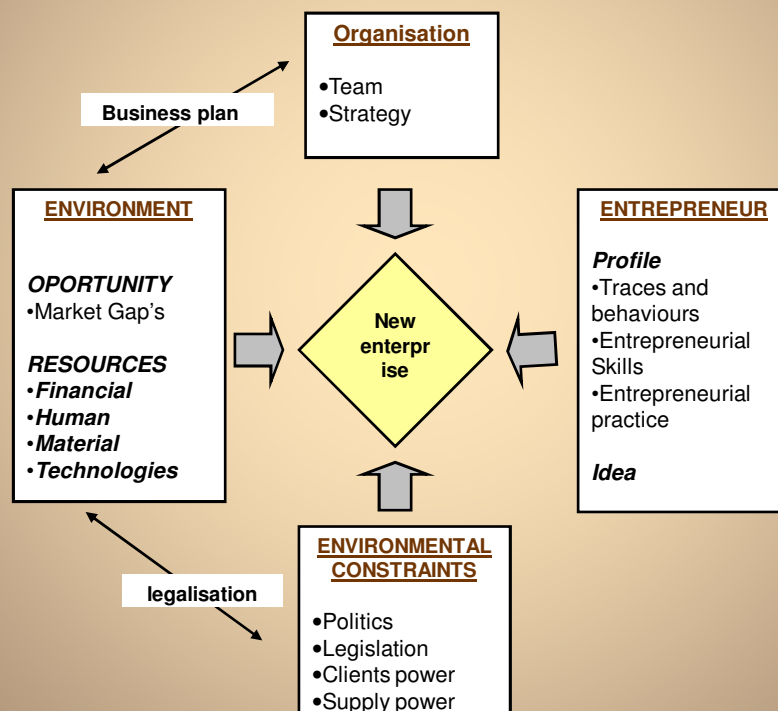 Organisation
•Team
•Strategy
Business plan
ENVIRONMENT
OPORTUNITY
•Market Gap's
RESOURCES
•Financial
•Human
•Material
•Technologies
New
enterpr
ise
ENTREPRENEUR
Profile
•Traces and
behaviours
•Entrepreneurial
Skills
•Entrepreneurial
practice
Idea
legalisation
ENVIRONMENTAL
CONSTRAINTS
•Politics
•Legislation
•Clients power
•Supply power